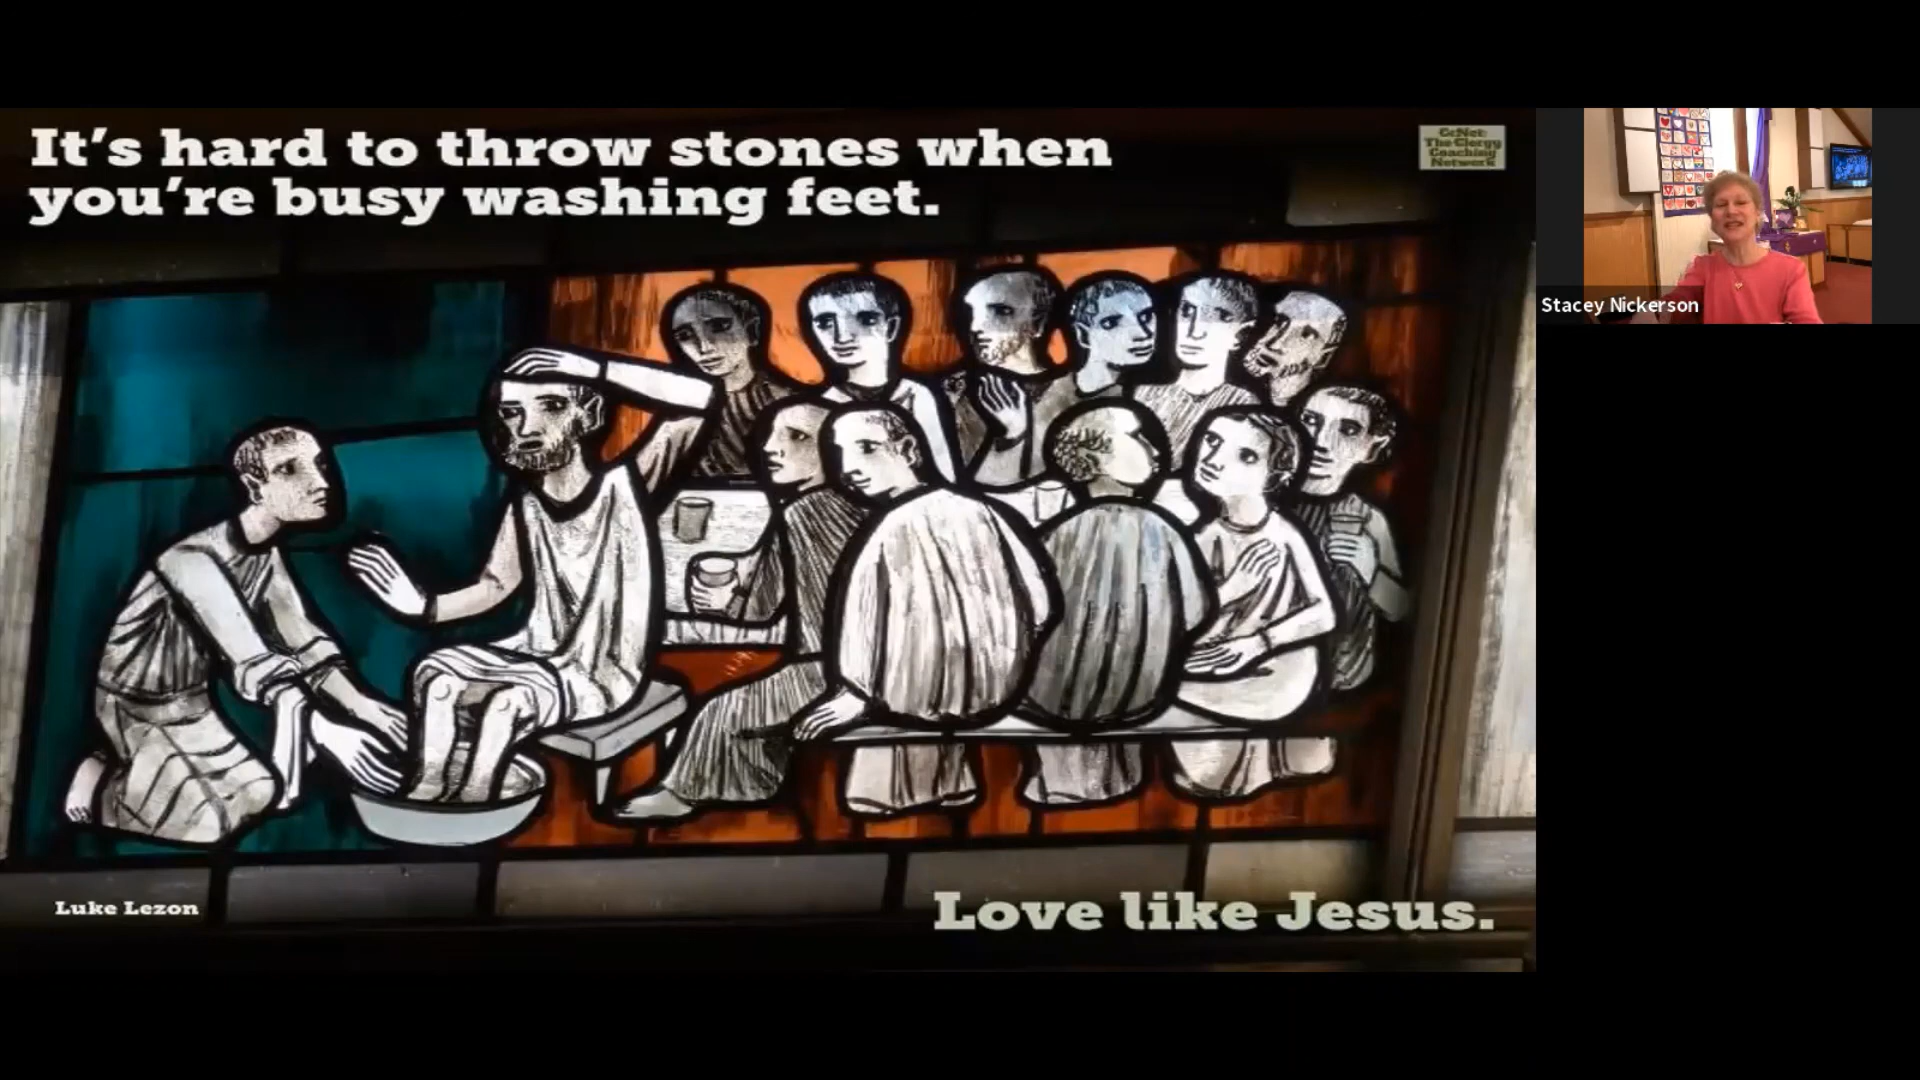 It's hard to throw stones when
you're busy washing feet.
GcNet:
The Clergy
Coaching
Network
Stacey Nickerson
Luke Lezon
Love like Jesus.